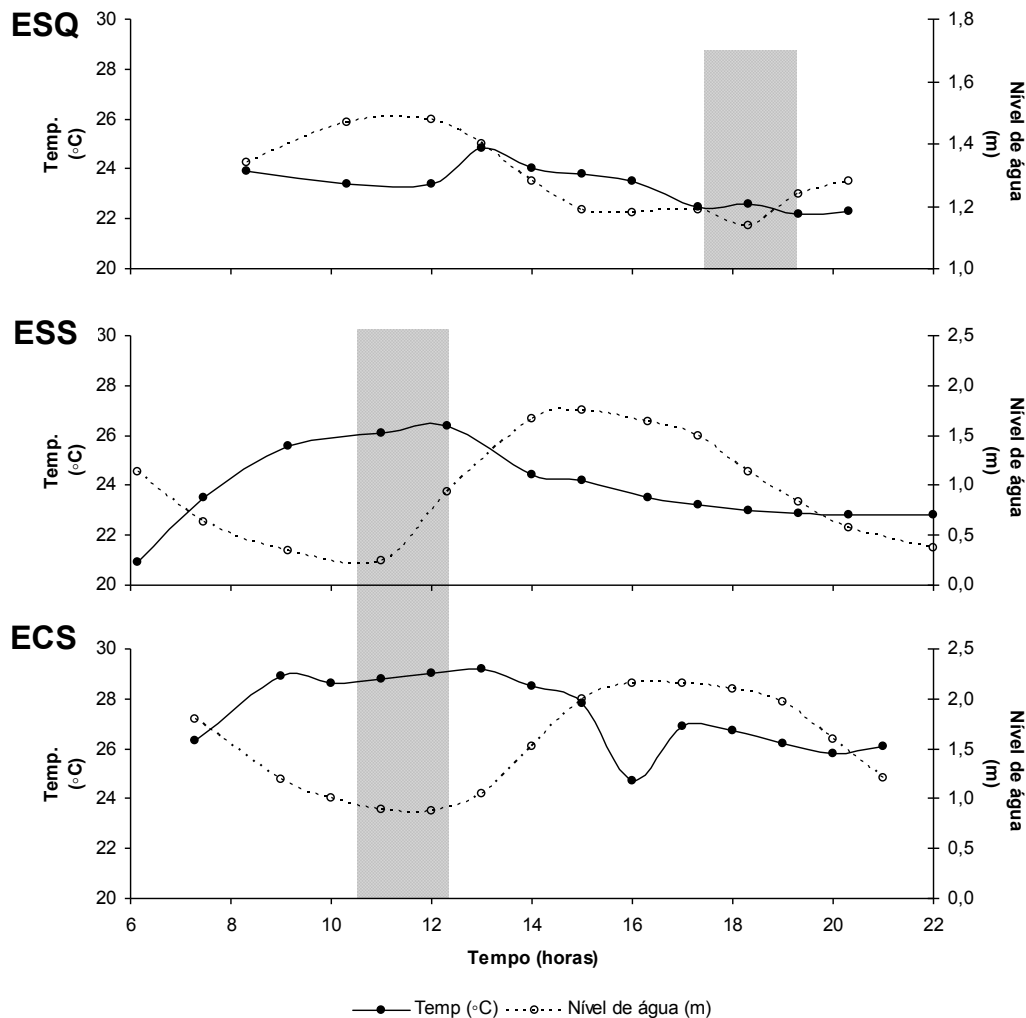 ESQ
30
28
26
24
22
20
Temp.
(°C)
1,8
1,6
1,4
1,2
1,0
Nível de água
(m)
ESS
30
28
26
24
22
20
Temp.
(°C)
2,5
2,0
1,5
1,0
0,5
0,0
Nível de água
(m)
ECS
30
28
26
24
22
20
Temp.
(°C)
2,5
2,0
1,5
1,0
0,5
0,0
Nível de água
(m)
6 8 10 12 14 16 18 20 22
Tempo (horas)
Temp (°C) Nível de água (m)